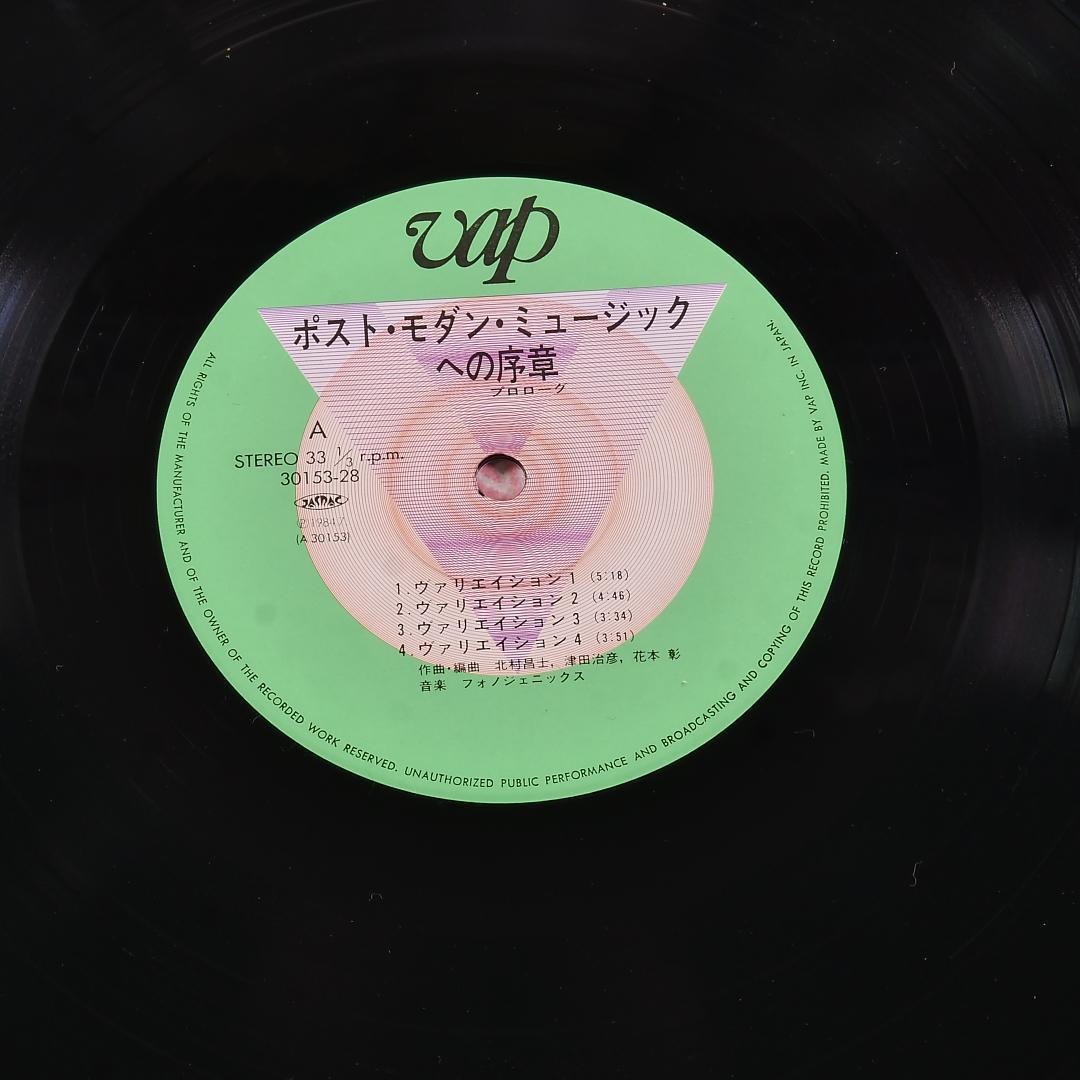 vap
ポスト・モダン・ミュージック
への序章
プロローグ
A
STEREO 33 1/3 r.p.m.
30153-28
JASRAC
Ⓟ1984.7
(A 30153)
1.ヴァリエイション 1 (5:18)
2.ヴァリエイション 2 (4:46)
3.ヴァリエイション 3 (3:34)
4.ヴァリエイション 4 (3:51)
作曲・編曲 北村昌士, 津田治彦, 花本 彰
音楽 フォノジェニックス
ALL RIGHTS OF THE MANUFACTURER AND OF THE OWNER OF THE RECORDED WORK RESERVED. UNAUTHORIZED PUBLIC PERFORMANCE AND BROADCASTING AND COPYING OF THIS RECORD PROHIBITED. MADE BY VAP INC. IN JAPAN.